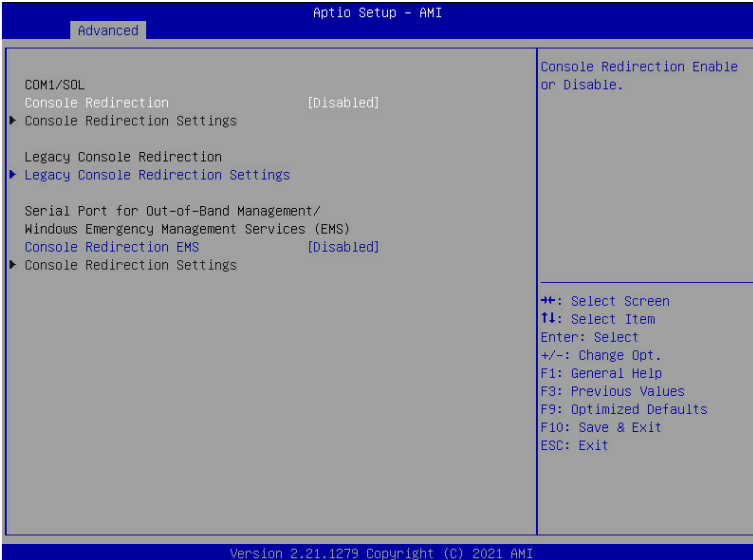 Aptio Setup – AMI
Advanced
COM1/SOL
Console Redirection [Disabled]
▶ Console Redirection Settings
Legacy Console Redirection
▶ Legacy Console Redirection Settings
Serial Port for Out-of-Band Management/
Windows Emergency Management Services (EMS)
Console Redirection EMS [Disabled]
▶ Console Redirection Settings
Console Redirection Enable
or Disable.
→←: Select Screen
↑↓: Select Item
Enter: Select
+/-: Change Opt.
F1: General Help
F3: Previous Values
F9: Optimized Defaults
F10: Save & Exit
ESC: Exit
Version 2.21.1279 Copyright (C) 2021 AMI